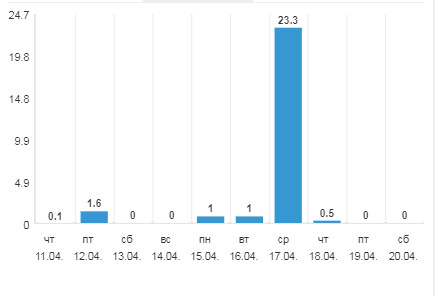 24.7
23.3
19.8
14.8
9.9
4.9
1.6
1
1
0.1
0
0
0.5
0
0
0
чт
пт
сб
вс
пн
вт
ср
чт
пт
сб
11.04.
12.04.
13.04.
14.04.
15.04.
16.04.
17.04.
18.04.
19.04.
20.04.